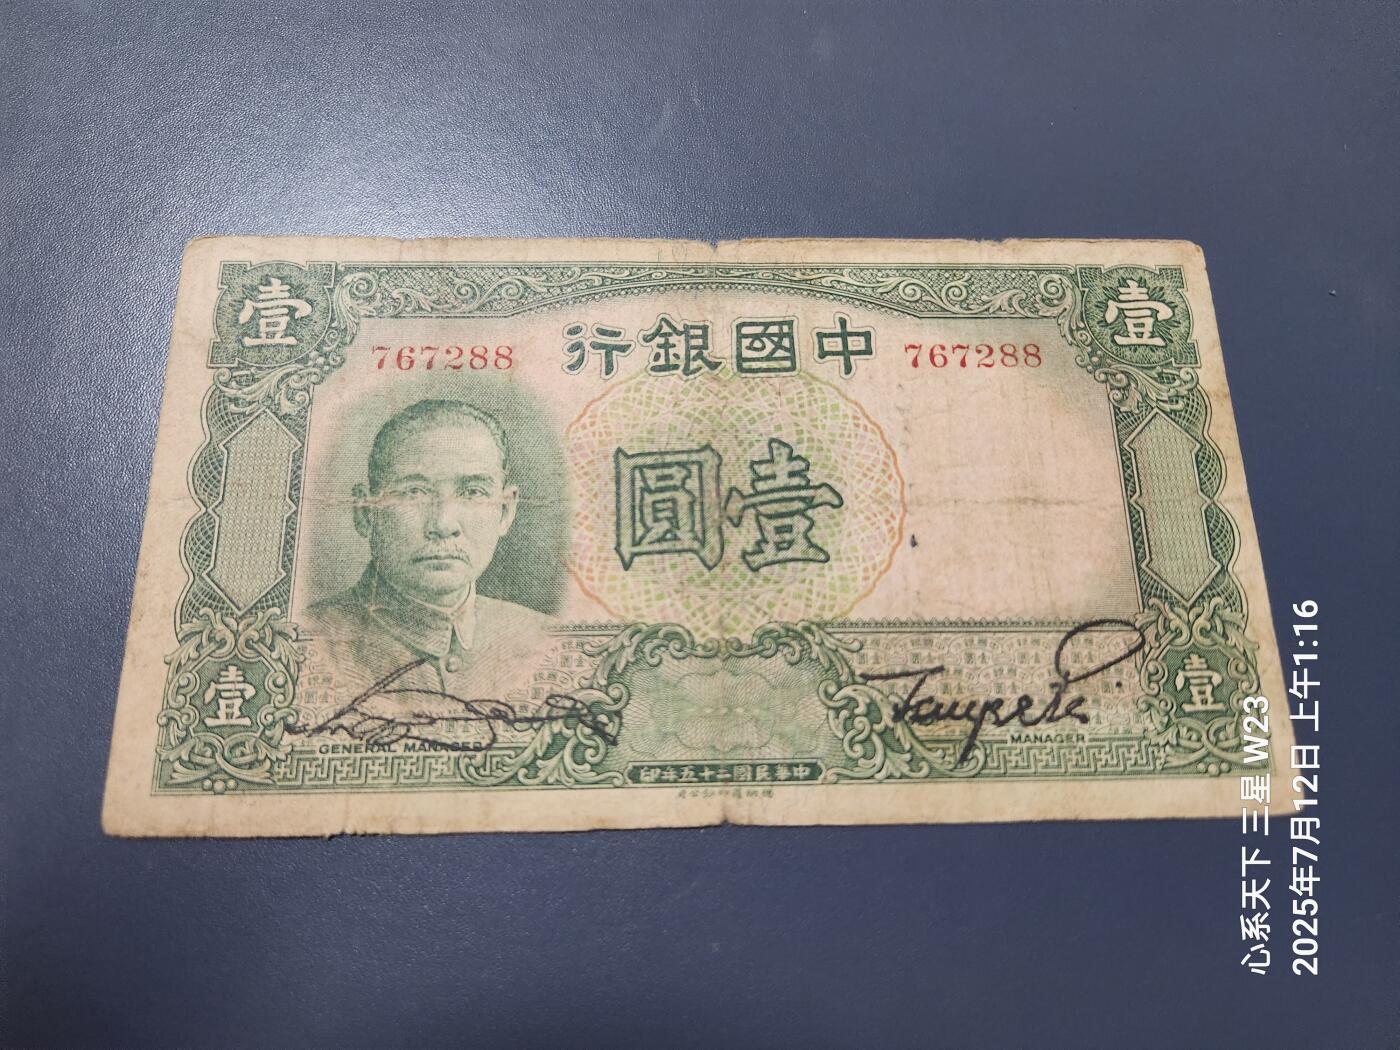 壹 壹
行銀國中
767288 767288
圓壹
壹 壹
GENERAL MANAGER
MANAGER
印年五十二國民華中
心系天下 三星 W23
2025年7月12日 上午1:16